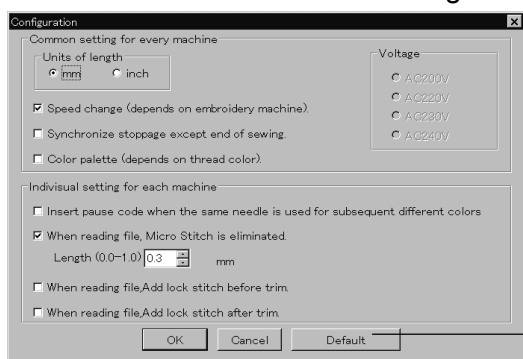 Configuration
Common setting for every machine
Units of length
mm inch
Voltage
AC200V
AC220V
AC230V
AC240V
Speed change (depends on embroidery machine).
Synchronize stoppage except end of sewing.
Color palette (depends on thread color).
Indivisual setting for each machine
Insert pause code when the same needle is used for subsequent different colors
When reading file, Micro Stitch is eliminated.
Length (0.0-1.0) 0.3 mm
When reading file,Add lock stitch before trim.
When reading file,Add lock stitch after trim.
OK Cancel Default